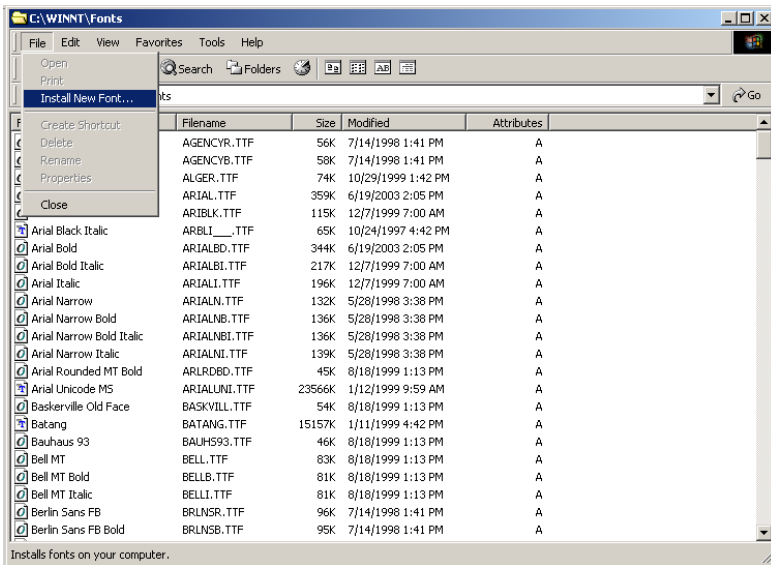 C:\WINNT\Fonts
File Edit View Favorites Tools Help
Open
Search Folders
Print
Install New Font...
nts
Go
Create Shortcut
Delete
Rename
Properties
Close
F Filename Size Modified Attributes
AGENCYR.TTF 56K 7/14/1998 1:41 PM A
AGENCYB.TTF 58K 7/14/1998 1:41 PM A
ALGER.TTF 74K 10/29/1999 1:42 PM A
ARIAL.TTF 359K 6/19/2003 2:05 PM A
ARIBLK.TTF 115K 12/7/1999 7:00 AM A
Arial Black Italic ARBLI___.TTF 65K 10/24/1997 4:42 PM A
Arial Bold ARIALBD.TTF 344K 6/19/2003 2:05 PM A
Arial Bold Italic ARIALBI.TTF 217K 12/7/1999 7:00 AM A
Arial Italic ARIALI.TTF 196K 12/7/1999 7:00 AM A
Arial Narrow ARIALN.TTF 132K 5/28/1998 3:38 PM A
Arial Narrow Bold ARIALNB.TTF 136K 5/28/1998 3:38 PM A
Arial Narrow Bold Italic ARIALNBI.TTF 136K 5/28/1998 3:38 PM A
Arial Narrow Italic ARIALNI.TTF 139K 5/28/1998 3:38 PM A
Arial Rounded MT Bold ARLRDBD.TTF 45K 8/18/1999 1:13 PM A
Arial Unicode MS ARIALUNI.TTF 23566K 1/12/1999 9:59 AM A
Baskerville Old Face BASKVILL.TTF 54K 8/18/1999 1:13 PM A
Batang BATANG.TTF 15157K 1/11/1999 4:42 PM A
Bauhaus 93 BAUHS93.TTF 46K 8/18/1999 1:13 PM A
Bell MT BELL.TTF 83K 8/18/1999 1:13 PM A
Bell MT Bold BELLB.TTF 81K 8/18/1999 1:13 PM A
Bell MT Italic BELLI.TTF 81K 8/18/1999 1:13 PM A
Berlin Sans FB BRLNSR.TTF 96K 7/14/1998 1:41 PM A
Berlin Sans FB Bold BRLNSB.TTF 95K 7/14/1998 1:41 PM A
Installs fonts on your computer.